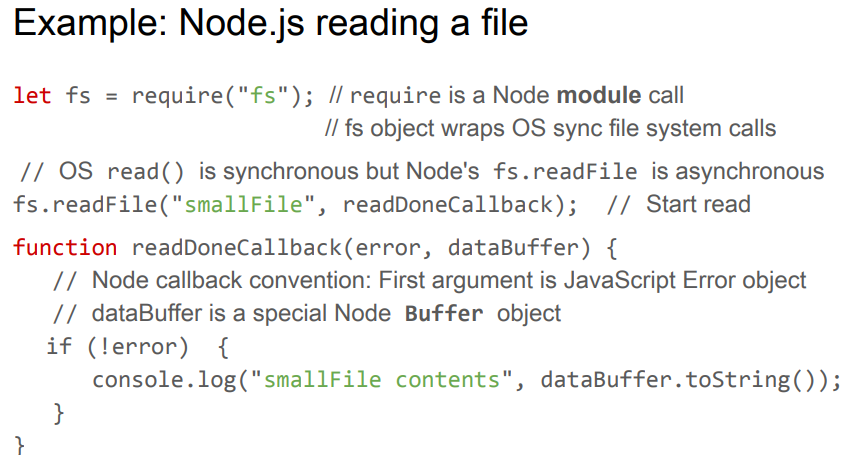 Example: Node.js reading a file
let fs = require("fs"); // require is a Node module call
// fs object wraps OS sync file system calls
// OS read() is synchronous but Node's fs.readFile is asynchronous
fs.readFile("smallFile", readDoneCallback); // Start read
function readDoneCallback(error, dataBuffer) {
// Node callback convention: First argument is JavaScript Error object
// dataBuffer is a special Node Buffer object
if (!error) {
console.log("smallFile contents", dataBuffer.toString());
}
}